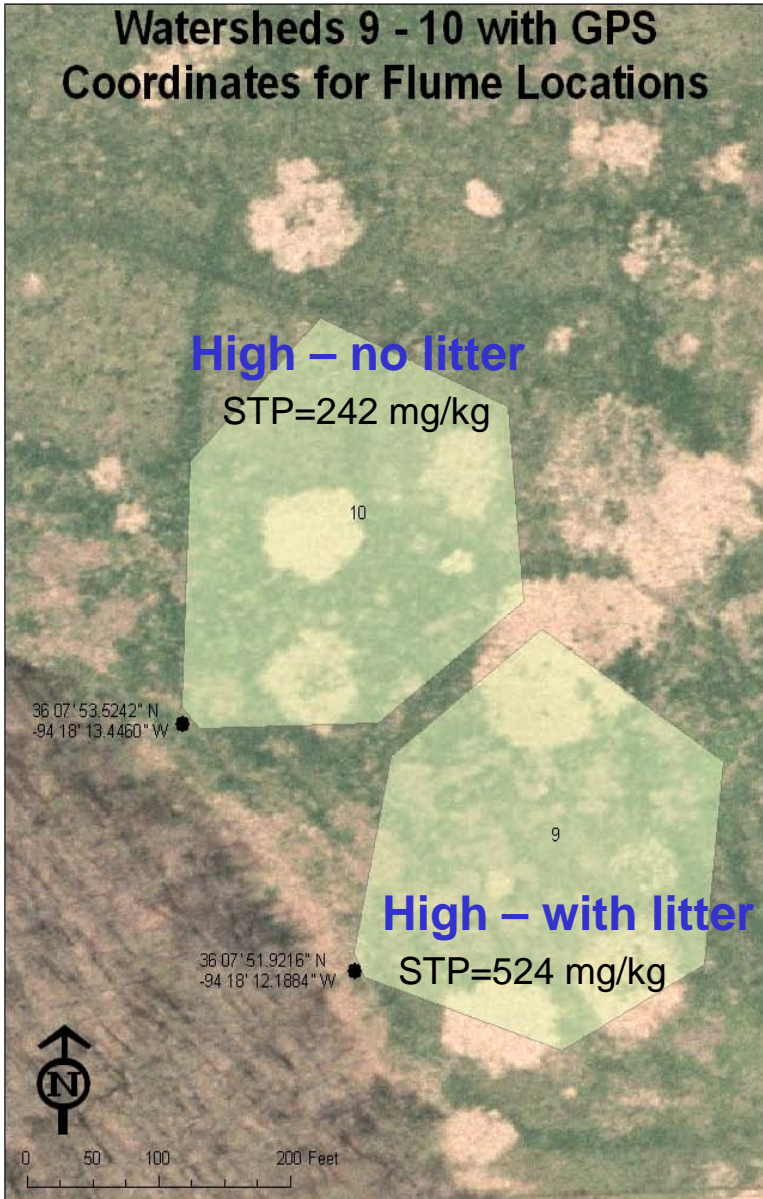 Watersheds 9 - 10 with GPS
Coordinates for Flume Locations
High – no litter
STP=242 mg/kg
10
36 07' 53.5242" N
-94 18' 13.4460" W
9
High – with litter
36 07' 51.9216" N
-94 18' 12.1884" W
STP=524 mg/kg
N
0 50 100 200 Feet